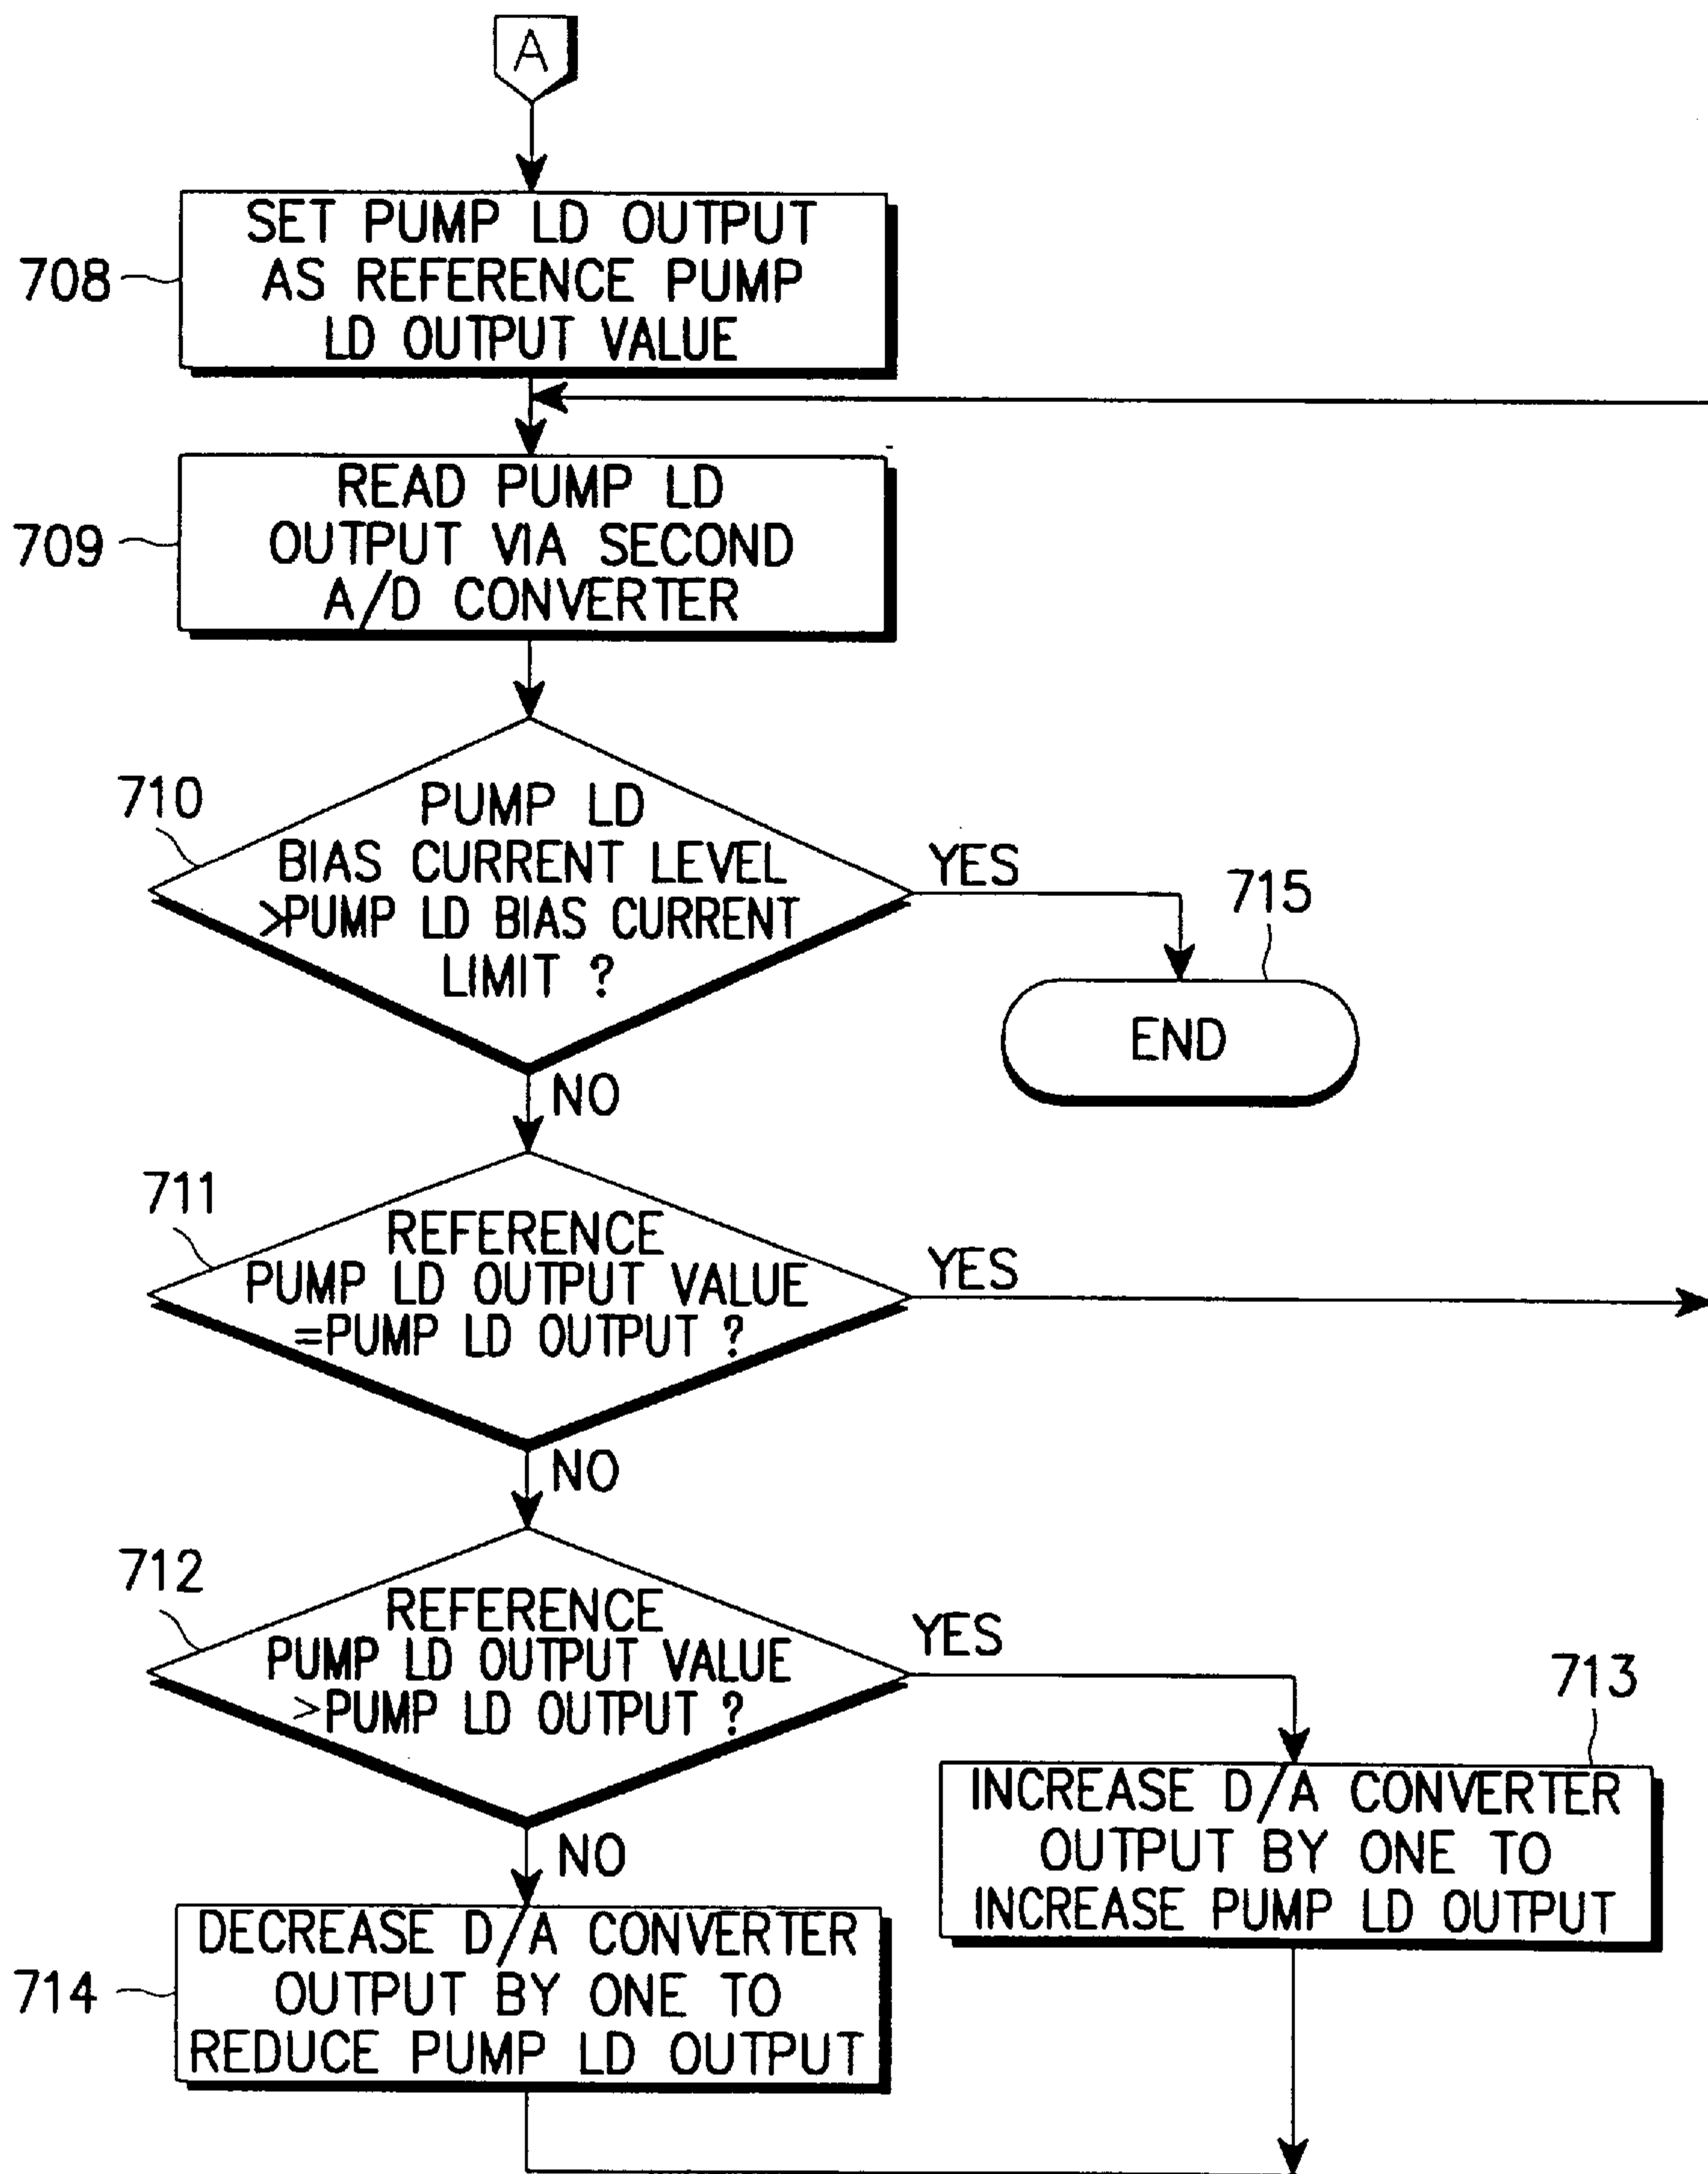 A
SET PUMP LD OUTPUT
AS REFERENCE PUMP
LD OUTPUT VALUE
708
READ PUMP LD
OUTPUT VIA SECOND
A/D CONVERTER
709
710
PUMP LD
BIAS CURRENT LEVEL
>PUMP LD BIAS CURRENT
LIMIT ?
YES
715
END
NO
711
REFERENCE
PUMP LD OUTPUT VALUE
=PUMP LD OUTPUT ?
YES
NO
712
REFERENCE
PUMP LD OUTPUT VALUE
>PUMP LD OUTPUT ?
YES
713
INCREASE D/A CONVERTER
OUTPUT BY ONE TO
INCREASE PUMP LD OUTPUT
NO
DECREASE D/A CONVERTER
OUTPUT BY ONE TO
REDUCE PUMP LD OUTPUT
714